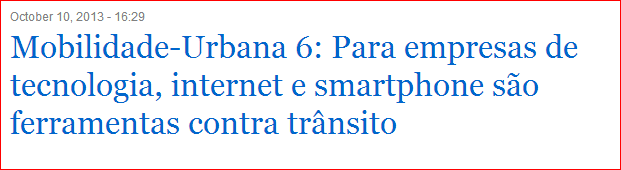 October 10, 2013 - 16:29
Mobilidade-Urbana 6: Para empresas de
tecnologia, internet e smartphone são
ferramentas contra trânsito